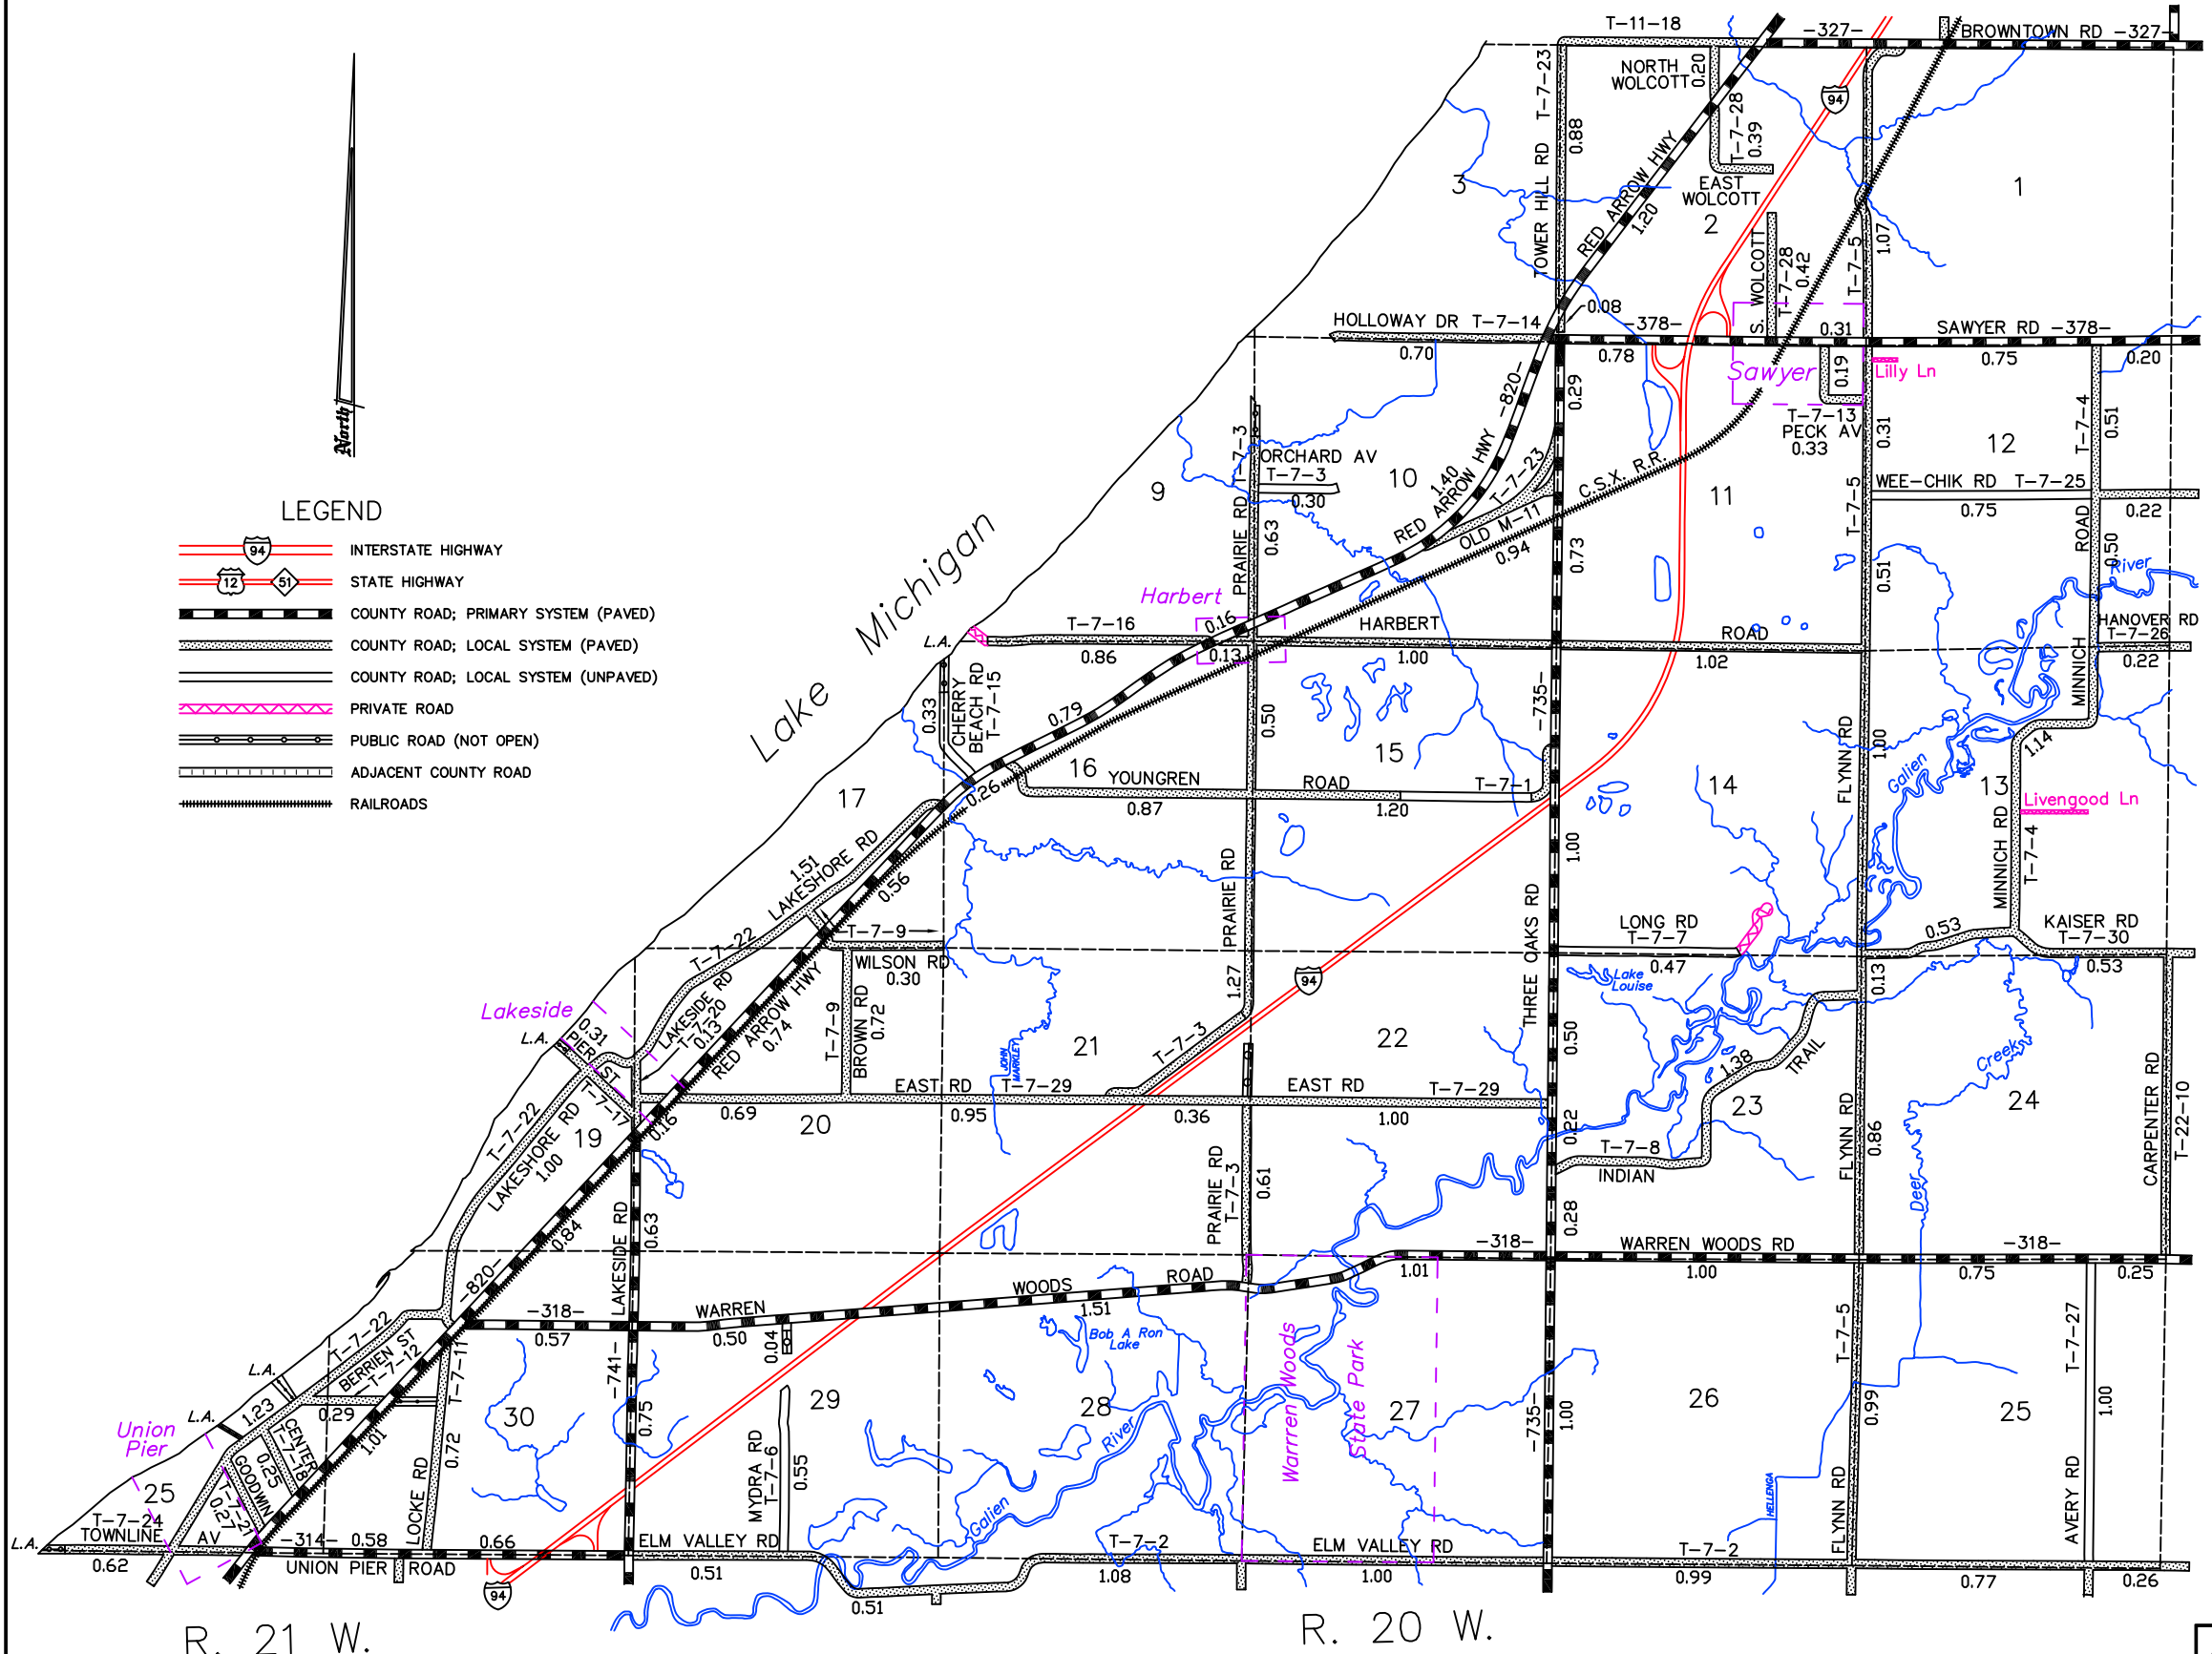 T-11-18
-327-
BROWNTOWN RD -327-
NORTH
WOLCOTT
0.20
T-7-23
TOWER HILL RD
0.88
T-7-28
0.39
EAST
WOLCOTT
94
3
2
1
RED ARROW HWY
1.20
S. WOLCOTT
T-7-28
0.42
T-7-5
1.07
0.08
HOLLOWAY DR T-7-14
0.70
-378-
0.78
0.31
SAWYER RD -378-
0.75
0.20
Sawyer
0.19
Lilly Ln
T-7-13
PECK AV
0.33
0.31
12
T-7-4
0.51
-820-
0.29
North
PRAIRIE RD T-7-3
ORCHARD AV
T-7-3
0.30
10
9
1.40
RED ARROW HWY
T-7-23
OLD M-11
C.S.X. R.R.
0.94
11
WEE-CHIK RD T-7-25
0.75
0.22
T-7-5
0.51
0.63
0.73
ROAD
0.50
River
LEGEND
94
INTERSTATE HIGHWAY
12
51
STATE HIGHWAY
COUNTY ROAD; PRIMARY SYSTEM (PAVED)
COUNTY ROAD; LOCAL SYSTEM (PAVED)
COUNTY ROAD; LOCAL SYSTEM (UNPAVED)
PRIVATE ROAD
PUBLIC ROAD (NOT OPEN)
ADJACENT COUNTY ROAD
RAILROADS
Lake Michigan
Harbert
T-7-16
L.A.
0.86
0.16
0.13
HARBERT
1.00
ROAD
1.02
HANOVER RD
T-7-26
0.22
MINNICH
0.33
CHERRY
BEACH RD
T-7-15
0.79
0.50
-735-
FLYNN RD
1.00
1.14
Galien
13
Livengood Ln
17
16
0.26
YOUNGREN
ROAD
T-7-1
0.87
1.20
15
14
1.51
LAKESHORE RD
0.56
T-7-22
PRAIRIE RD
1.27
THREE OAKS RD
1.00
MINNICH RD
T-7-4
T-7-9
WILSON RD
0.30
LONG RD
T-7-7
0.47
0.53
KAISER RD
T-7-30
0.53
Lake
Louise
0.13
Lakeside
L.A.
0.31
PIER ST
T-7-17
LAKESIDE RD
T-7-20
0.13
RED ARROW HWY
0.74
T-7-9
BROWN RD
0.72
JOHN
MARKLEY
21
T-7-3
94
22
0.50
1.38
TRAIL
Creek
EAST RD
T-7-29
0.69
0.95
0.36
EAST RD
T-7-29
1.00
20
19
0.16
T-7-22
LAKESHORE RD
1.00
0.84
23
24
CARPENTER RD
T-22-10
FLYNN RD
0.86
0.22
T-7-8
INDIAN
Deer
PRAIRIE RD
T-7-3
0.61
0.28
LAKESIDE RD
0.63
-820-
-318-
0.57
WARREN
WOODS
ROAD
0.50
1.51
1.01
-318-
WARREN WOODS RD
1.00
-318-
0.75
0.25
T-7-22
BERRIEN ST
T-7-12
0.29
T-7-11
L.A.
L.A.
1.23
Union
Pier
CENTER
T-7-18
0.25
GOODWIN
T-7-21
0.27
1.01
0.72
LOCKE RD
30
-741-
0.75
0.04
29
MYDRA RD
T-7-6
0.55
Bob A Ron
Lake
28
River
Galien
Warrren Woods
State Park
27
-735-
1.00
26
T-7-5
0.99
FLYNN RD
HELLENGA
25
T-7-27
1.00
AVERY RD
25
L.A.
T-7-24
TOWNLINE
AV
0.62
-314-
0.58
0.66
UNION PIER ROAD
94
ELM VALLEY RD
0.51
0.51
T-7-2
1.08
ELM VALLEY RD
1.00
T-7-2
0.99
0.77
0.26
R. 21 W.
R. 20 W.